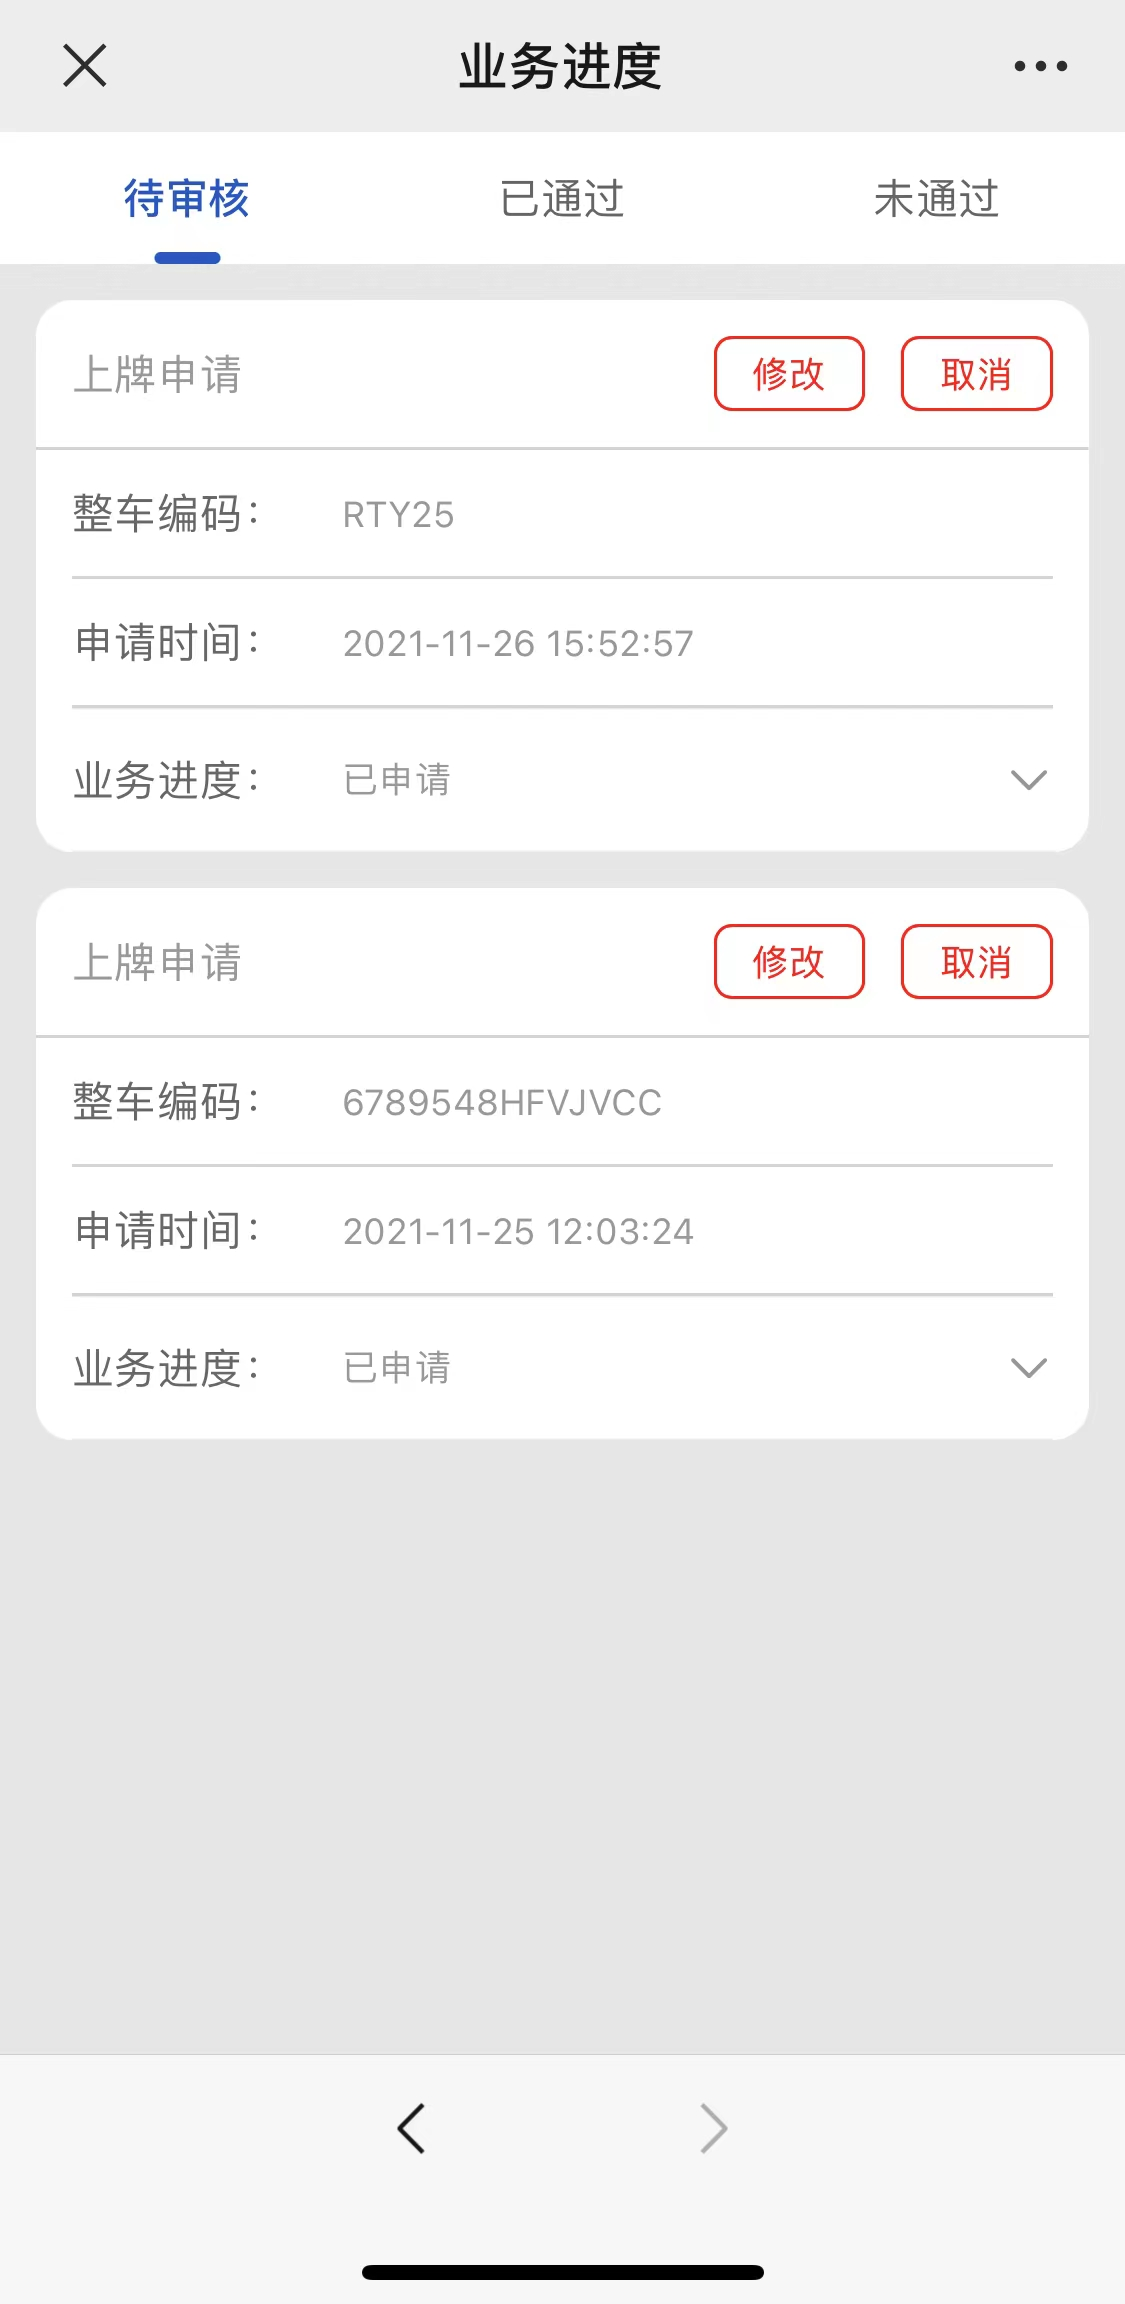 业务进度
待审核 已通过 未通过
上牌申请 修改 取消
整车编码： RTY25
申请时间： 2021-11-26 15:52:57
业务进度： 已申请
上牌申请 修改 取消
整车编码： 6789548HFVJVCC
申请时间： 2021-11-25 12:03:24
业务进度： 已申请